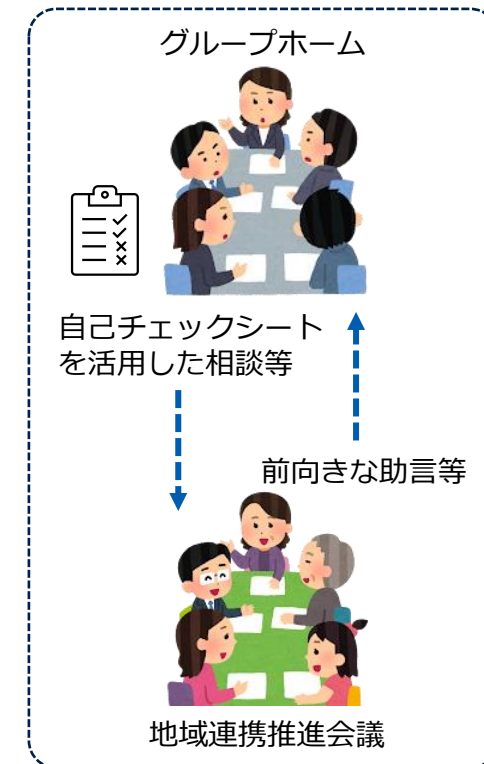 グループホーム
自己チェックシート
を活用した相談等
前向きな助言等
地域連携推進会議